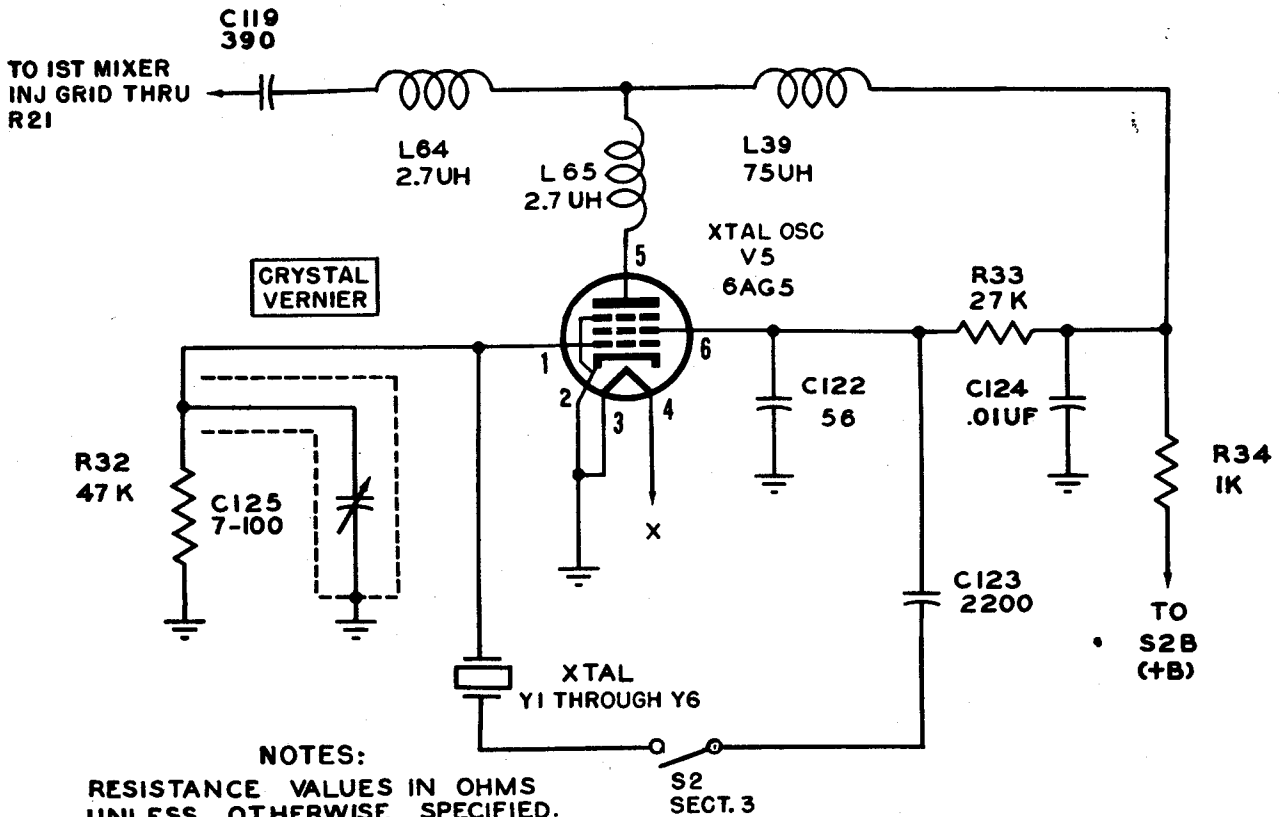 C119
390
TO 1ST MIXER
INJ GRID THRU
R21
L64
2.7UH
L65
2.7 UH
L39
75UH
XTAL OSC
V5
6AG5
CRYSTAL
VERNIER
5
1
2
3
4
6
R33
27K
C122
56
C124
.01UF
R32
47K
C125
7-100
X
R34
1K
C123
2200
TO
S2B
(+B)
XTAL
Y1 THROUGH Y6
S2
SECT. 3
NOTES:
RESISTANCE VALUES IN OHMS
UNLESS OTHERWISE SPECIFIED.